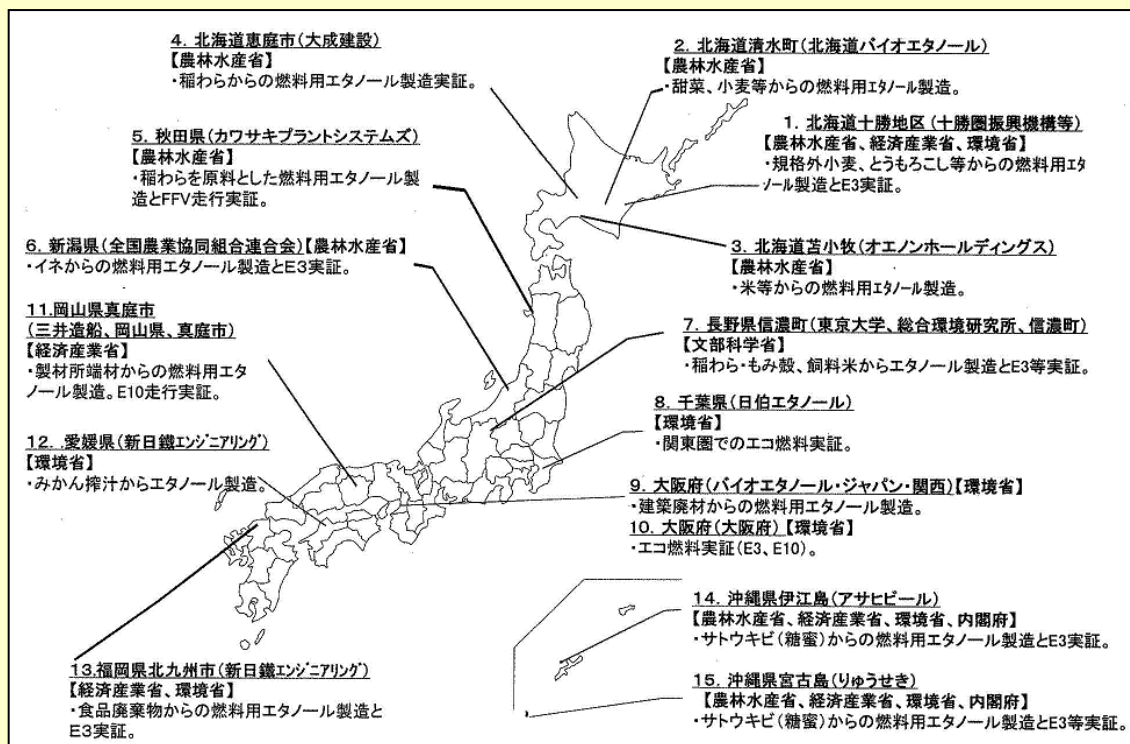 4. 北海道恵庭市(大成建設)
【農林水産省】
・稲わらからの燃料用エタノール製造実証。
2. 北海道清水町(北海道バイオエタノール)
【農林水産省】
・甜菜、小麦等からの燃料用エタノール製造。
1. 北海道十勝地区(十勝圏振興機構等)
【農林水産省、経済産業省、環境省】
・規格外小麦、とうもろこし等からの燃料用エタ
ノール製造とE3実証。
5. 秋田県(カワサキプラントシステムズ)
【農林水産省】
・稲わらを原料とした燃料用エタノール製
造とFFV走行実証。
3. 北海道苫小牧(オエノンホールディングス)
【農林水産省】
・米等からの燃料用エタノール製造。
6. 新潟県(全国農業協同組合連合会)【農林水産省】
・イネからの燃料用エタノール製造とE3実証。
11.岡山県真庭市
(三井造船、岡山県、真庭市)
【経済産業省】
・製材所端材からの燃料用エタ
ノール製造。E10走行実証。
7. 長野県信濃町(東京大学、総合環境研究所、信濃町)
【文部科学省】
・稲わら・もみ殻、飼料米からエタノール製造とE3等実証。
8. 千葉県(日伯エタノール)
【環境省】
・関東圏でのエコ燃料実証。
12. .愛媛県(新日鐵エンジニアリング)
【環境省】
・みかん搾汁からエタノール製造。
9. 大阪府(バイオエタノール・ジャパン・関西)【環境省】
・建築廃材からの燃料用エタノール製造。
10. 大阪府(大阪府)【環境省】
・エコ燃料実証(E3、E10)。
14. 沖縄県伊江島(アサヒビール)
【農林水産省、経済産業省、環境省、内閣府】
・サトウキビ(糖蜜)からの燃料用エタノール製造とE3実証。
13.福岡県北九州市(新日鐵エンジニアリング)
【経済産業省、環境省】
・食品廃棄物からの燃料用エタノール製造と
E3実証。
15. 沖縄県宮古島(りゅうせき)
【農林水産省、経済産業省、環境省、内閣府】
・サトウキビ(糖蜜)からの燃料用エタノール製造とE3等実証。